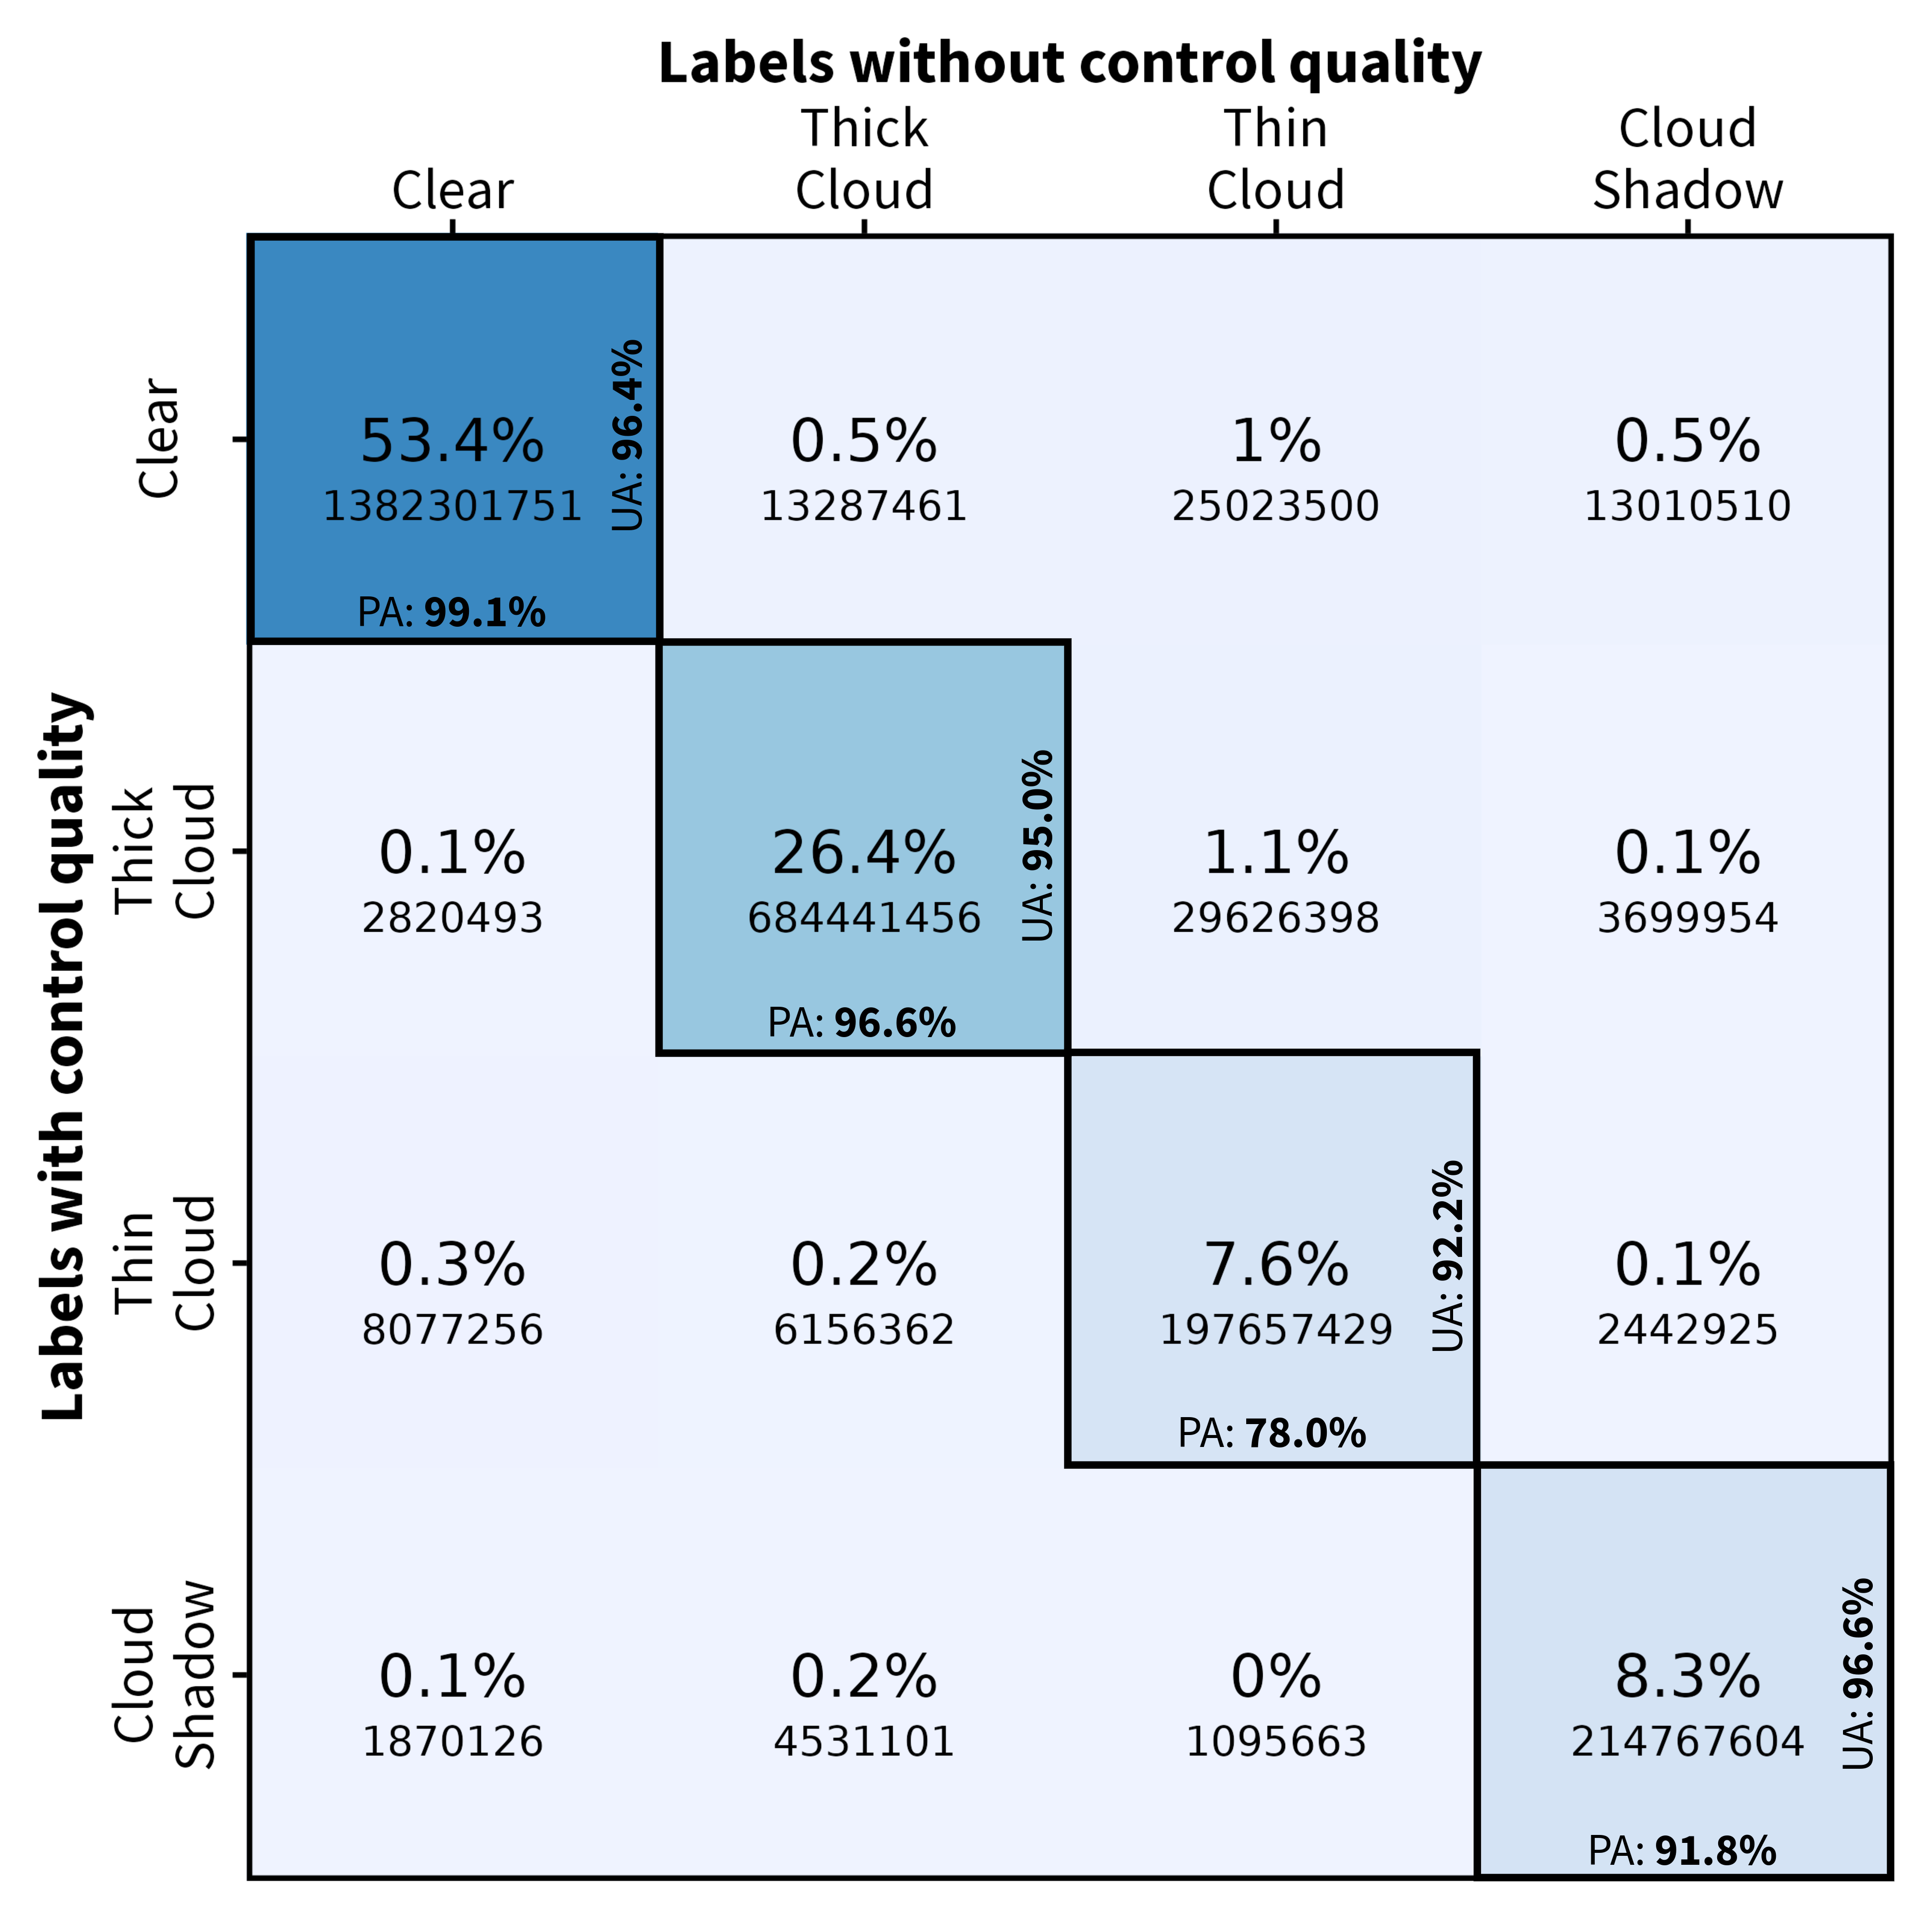 Labels without control quality
Clear
Thick
Cloud
Thin
Cloud
Cloud
Shadow
Labels with control quality
Clear
53.4%
1382301751
UA: 96.4%
PA: 99.1%
0.5%
13287461
1%
25023500
0.5%
13010510
Thick
Cloud
0.1%
2820493
26.4%
684441456
UA: 95.0%
PA: 96.6%
1.1%
29626398
0.1%
3699954
Thin
Cloud
0.3%
8077256
0.2%
6156362
7.6%
197657429
UA: 92.2%
PA: 78.0%
0.1%
2442925
Cloud
Shadow
0.1%
1870126
0.2%
4531101
0%
1095663
8.3%
214767604
UA: 96.6%
PA: 91.8%